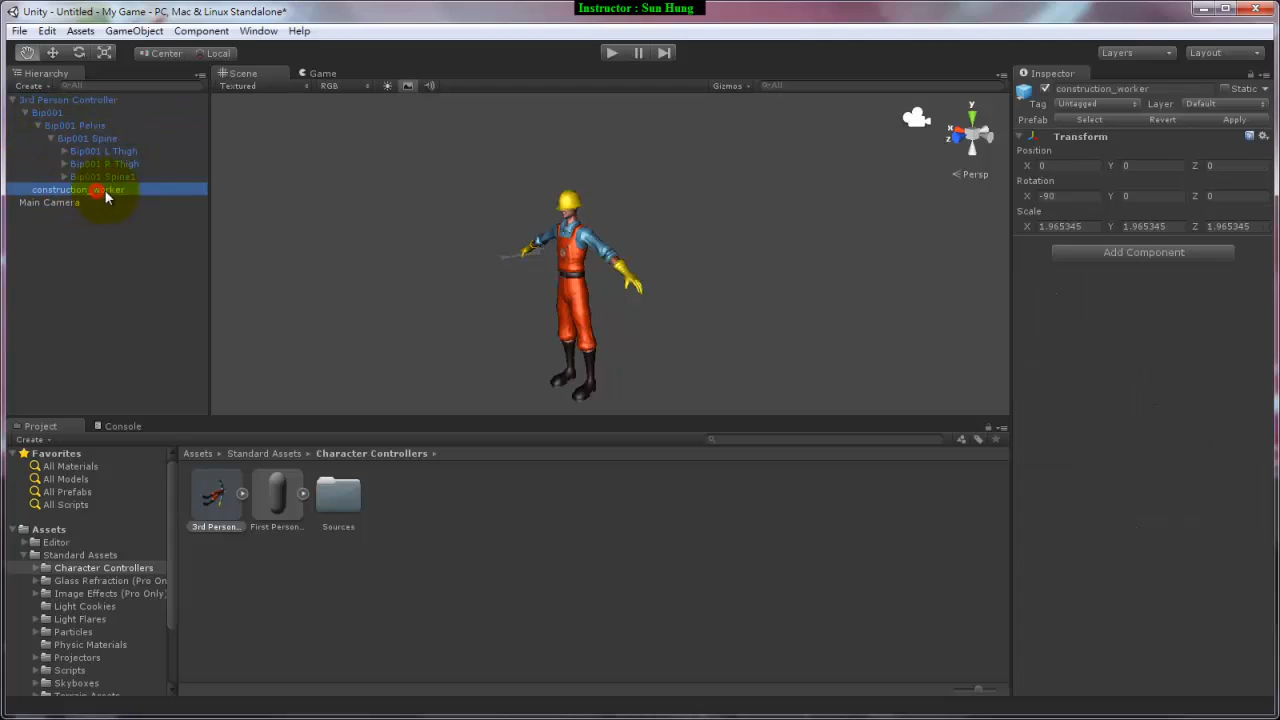 Instructor : Sun Hung
Unity - Untitled - My Game - PC, Mac & Linux Standalone*
File Edit Assets GameObject Component Window Help
Center Local Layers Layout
Hierarchy
Create All
3rd Person Controller
Bip001
Bip001 Pelvis
Bip001 Spine
Bip001 L Thigh
Bip001 R Thigh
Bip001 Spine1
construction_worker
Main Camera
Scene Game
Textured RGB Gizmos All
y
x
z
Persp
Inspector
construction_worker Static
Tag Untagged Layer Default
Prefab Select Revert Apply
Transform
Position
X 0 Y 0 Z 0
Rotation
X -90 Y 0 Z 0
Scale
X 1.965345 Y 1.965345 Z 1.965345
Add Component
Project Console
Create
Favorites
All Materials
All Models
All Prefabs
All Scripts
Assets
Editor
Standard Assets
Character Controllers
Glass Refraction (Pro On
Image Effects (Pro Only)
Light Cookies
Light Flares
Particles
Physic Materials
Projectors
Scripts
Skyboxes
Terrain Assets
Assets Standard Assets Character Controllers
3rd Person... First Person... Sources